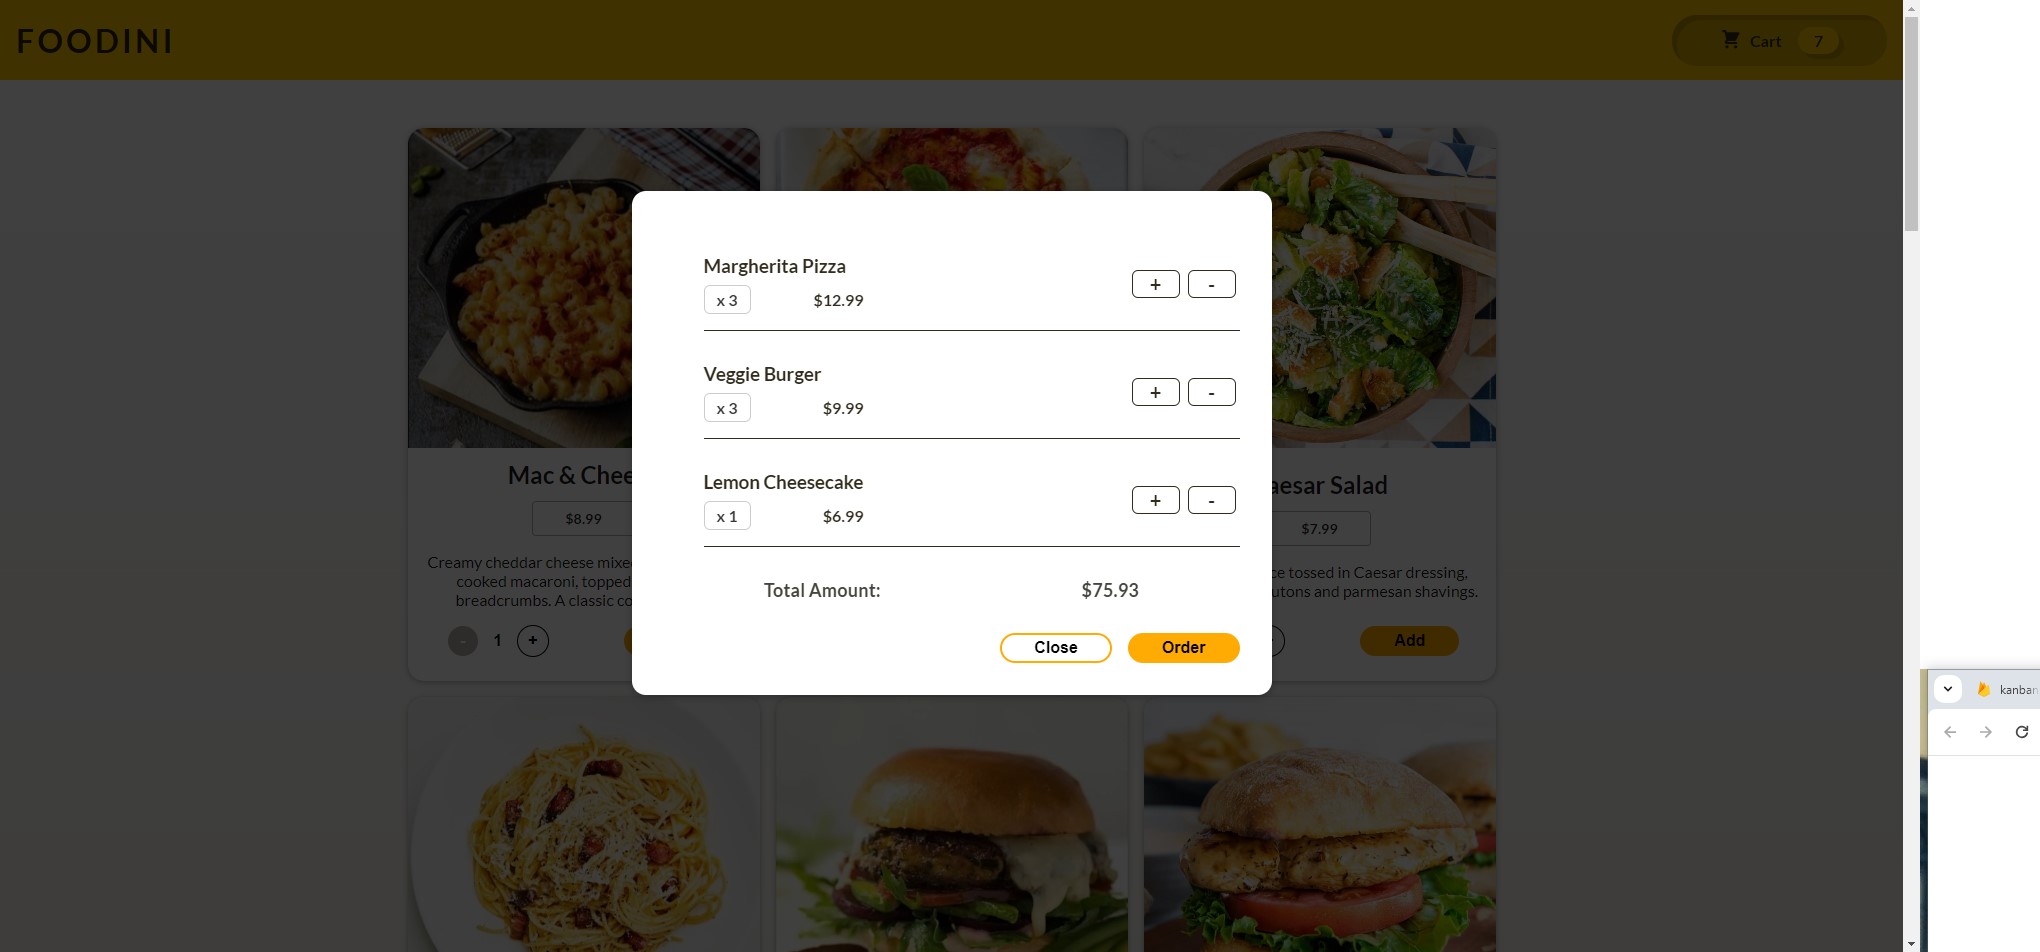 FOODINI
Cart 7
Margherita Pizza
x 3 $12.99
+ -
Veggie Burger
x 3 $9.99
+ -
Lemon Cheesecake
x 1 $6.99
+ -
Total Amount: $75.93
Close Order
Mac & Chee
$8.99
Creamy cheddar cheese mixe
cooked macaroni, topped
breadcrumbs. A classic co
- 1 +
aesar Salad
$7.99
ce tossed in Caesar dressing,
utons and parmesan shavings.
Add
kanban